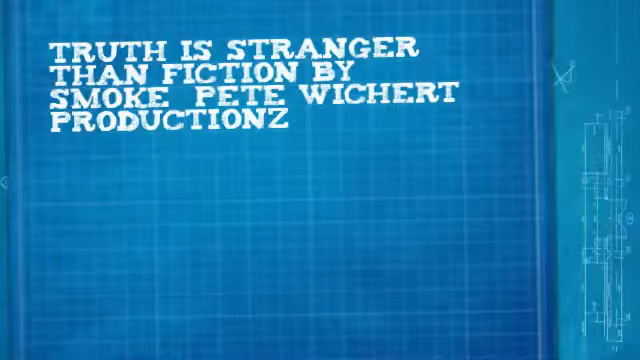 TRUTH IS STRANGER
THAN FICTION BY
SMOKE PETE WICHERT
PRODUCTIONZ